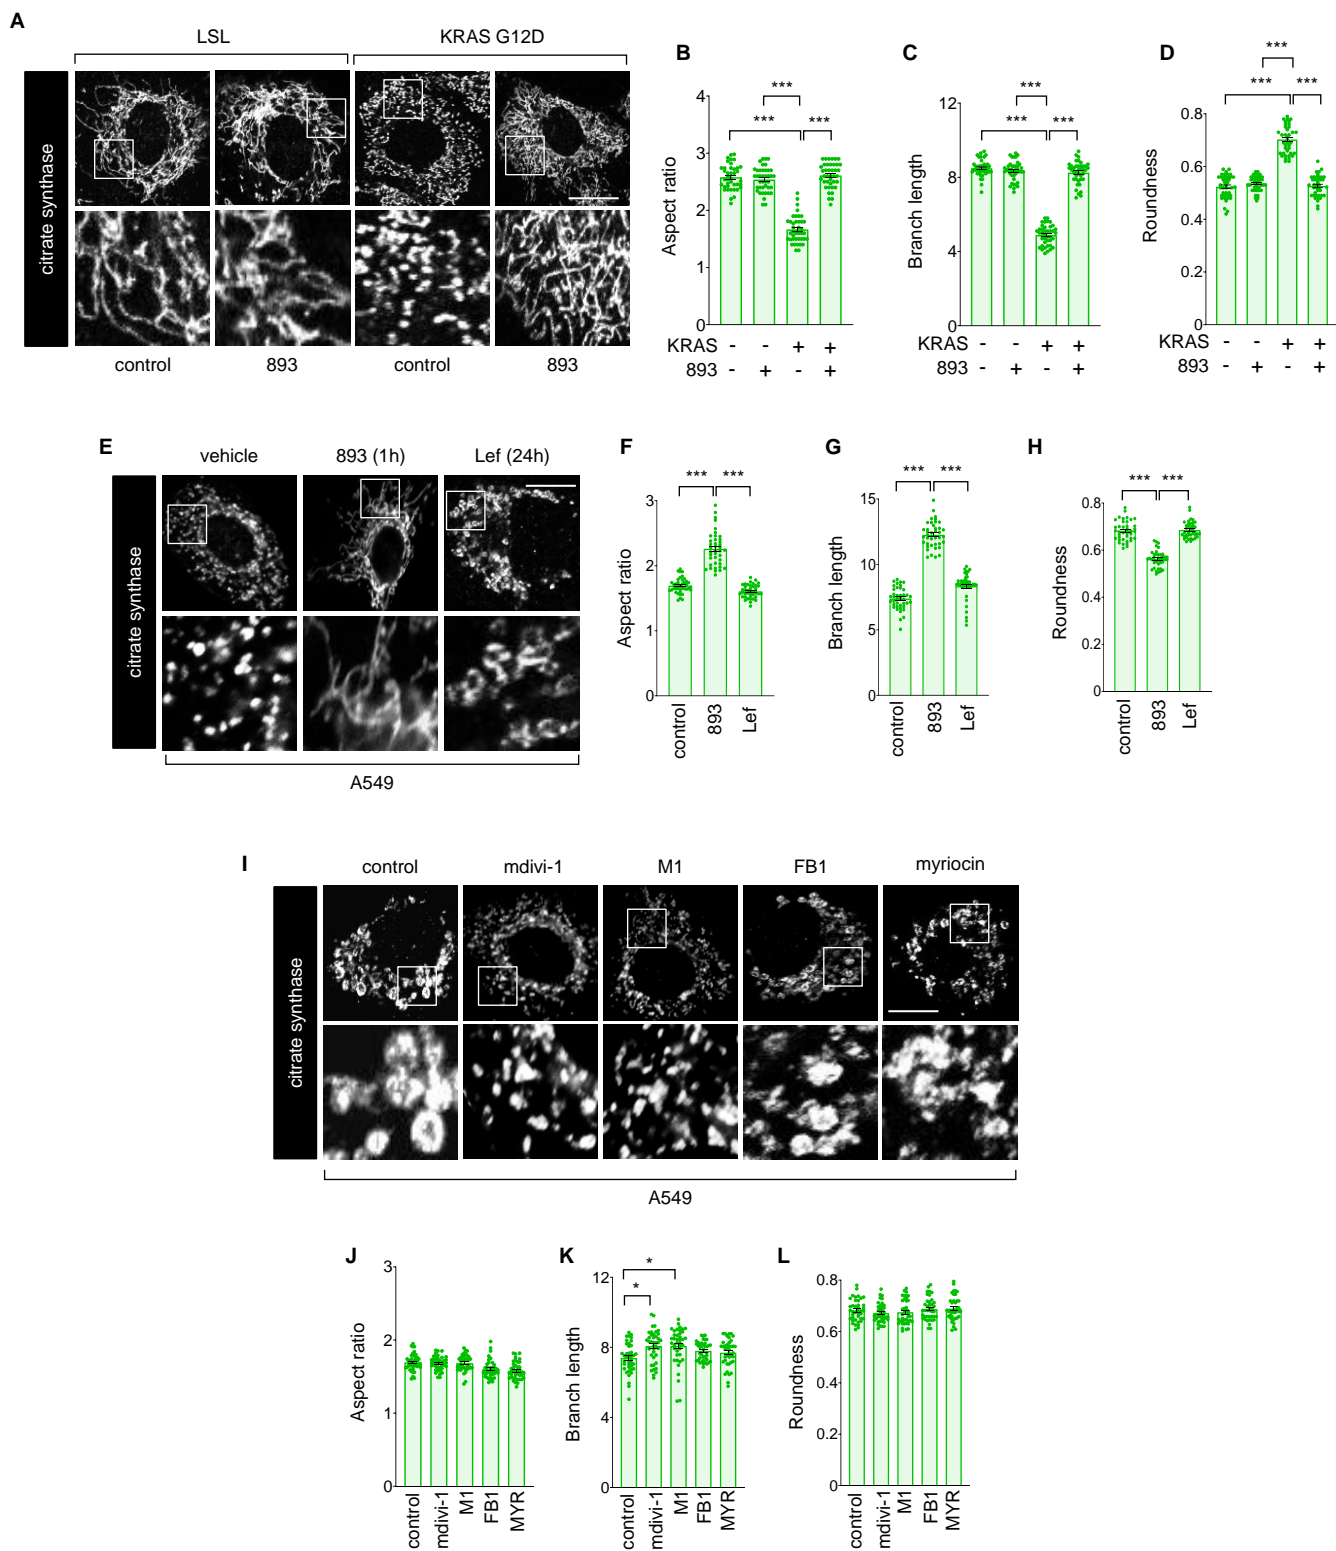 A
LSL
KRAS G12D
citrate synthase
control
893
control
893
B
***
***
***
Aspect ratio
4
3
2
1
0
KRAS - - + +
893 - + - +
C
***
***
***
Branch length
12
8
4
0
KRAS - - + +
893 - + - +
D
***
***
***
Roundness
0.8
0.6
0.4
0.2
0
KRAS - - + +
893 - + - +
E
vehicle
893 (1h)
Lef (24h)
citrate synthase
A549
F
*** ***
Aspect ratio
3
2
1
0
control
893
Lef
G
*** ***
Branch length
15
10
5
0
control
893
Lef
H
*** ***
Roundness
0.8
0.6
0.4
0.2
0
control
893
Lef
I
control
mdivi-1
M1
FB1
myriocin
citrate synthase
A549
J
Aspect ratio
3
2
1
0
control
mdivi-1
M1
FB1
MYR
K
*
*
Branch length
12
8
4
0
control
mdivi-1
M1
FB1
MYR
L
Roundness
0.8
0.6
0.4
0.2
0
control
mdivi-1
M1
FB1
MYR